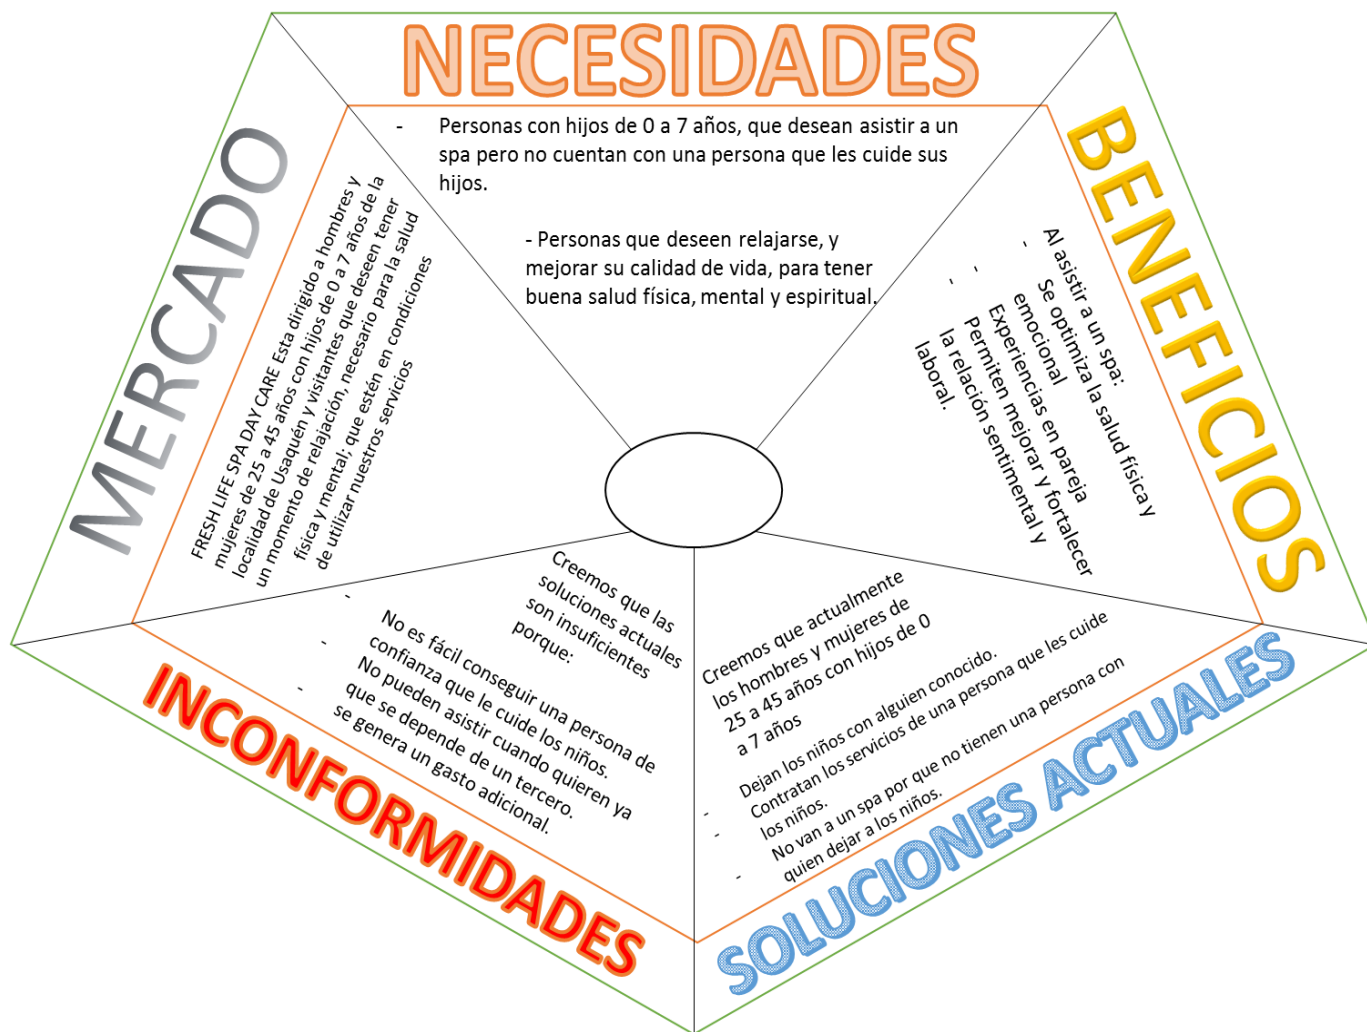 NECESIDADES
- Personas con hijos de 0 a 7 años, que desean asistir a un
spa pero no cuentan con una persona que les cuide sus
hijos.
- Personas que deseen relajarse, y
mejorar su calidad de vida, para tener
buena salud física, mental y espiritual.
BENEFICIOS
Al asistir a un spa:
- Se optimiza la salud física y
emocional
- Experiencias en pareja
- Permiten mejorar y fortalecer
la relación sentimental y
laboral.
SOLUCIONES ACTUALES
Creemos que actualmente
los hombres y mujeres de
25 a 45 años con hijos de 0
a 7 años
- Dejan los niños con alguien conocido.
- Contratan los servicios de una persona que les cuide
los niños.
- No van a un spa por que no tienen una persona con
quien dejar a los niños.
INCONFORMIDADES
Creemos que las
soluciones actuales
son insuficientes
porque:
- No es fácil conseguir una persona de
confianza que le cuide los niños.
- No pueden asistir cuando quieren ya
que se depende de un tercero.
- se genera un gasto adicional.
MERCADO
FRESH LIFE SPA DAY CARE Esta dirigido a hombres y
mujeres de 25 a 45 años con hijos de 0 a 7 años de la
localidad de Usaquén y visitantes que deseen tener
un momento de relajación, necesario para la salud
física y mental; que estén en condiciones
de utilizar nuestros servicios